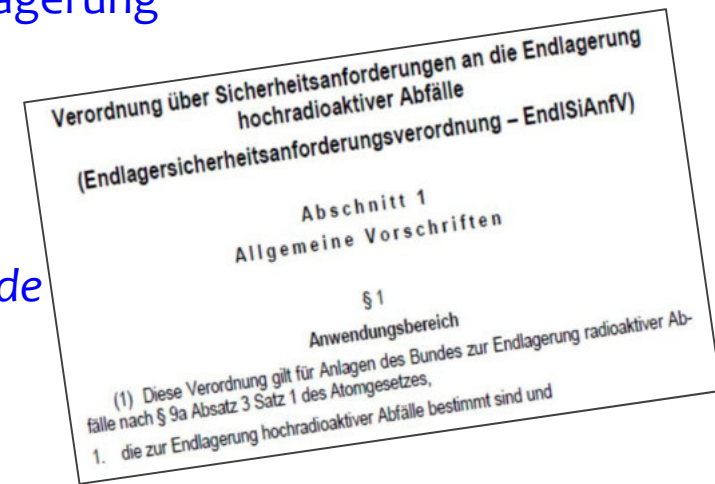 agerung
Verordnung über Sicherheitsanforderungen an die Endlagerung
hochradioaktiver Abfälle
(Endlagersicherheitsanforderungsverordnung – EndlSiAnfV)
Abschnitt 1
Allgemeine Vorschriften
de
§ 1
Anwendungsbereich
(1) Diese Verordnung gilt für Anlagen des Bundes zur Endlagerung radioaktiver Ab-
fälle nach § 9a Absatz 3 Satz 1 des Atomgesetzes,
1. die zur Endlagerung hochradioaktiver Abfälle bestimmt sind und